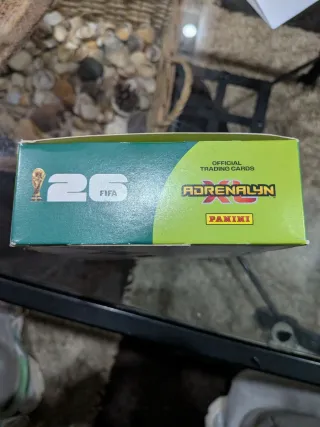 26
FIFA
OFFICIAL
TRADING CARDS
ADRENALYN
XL
PANINI